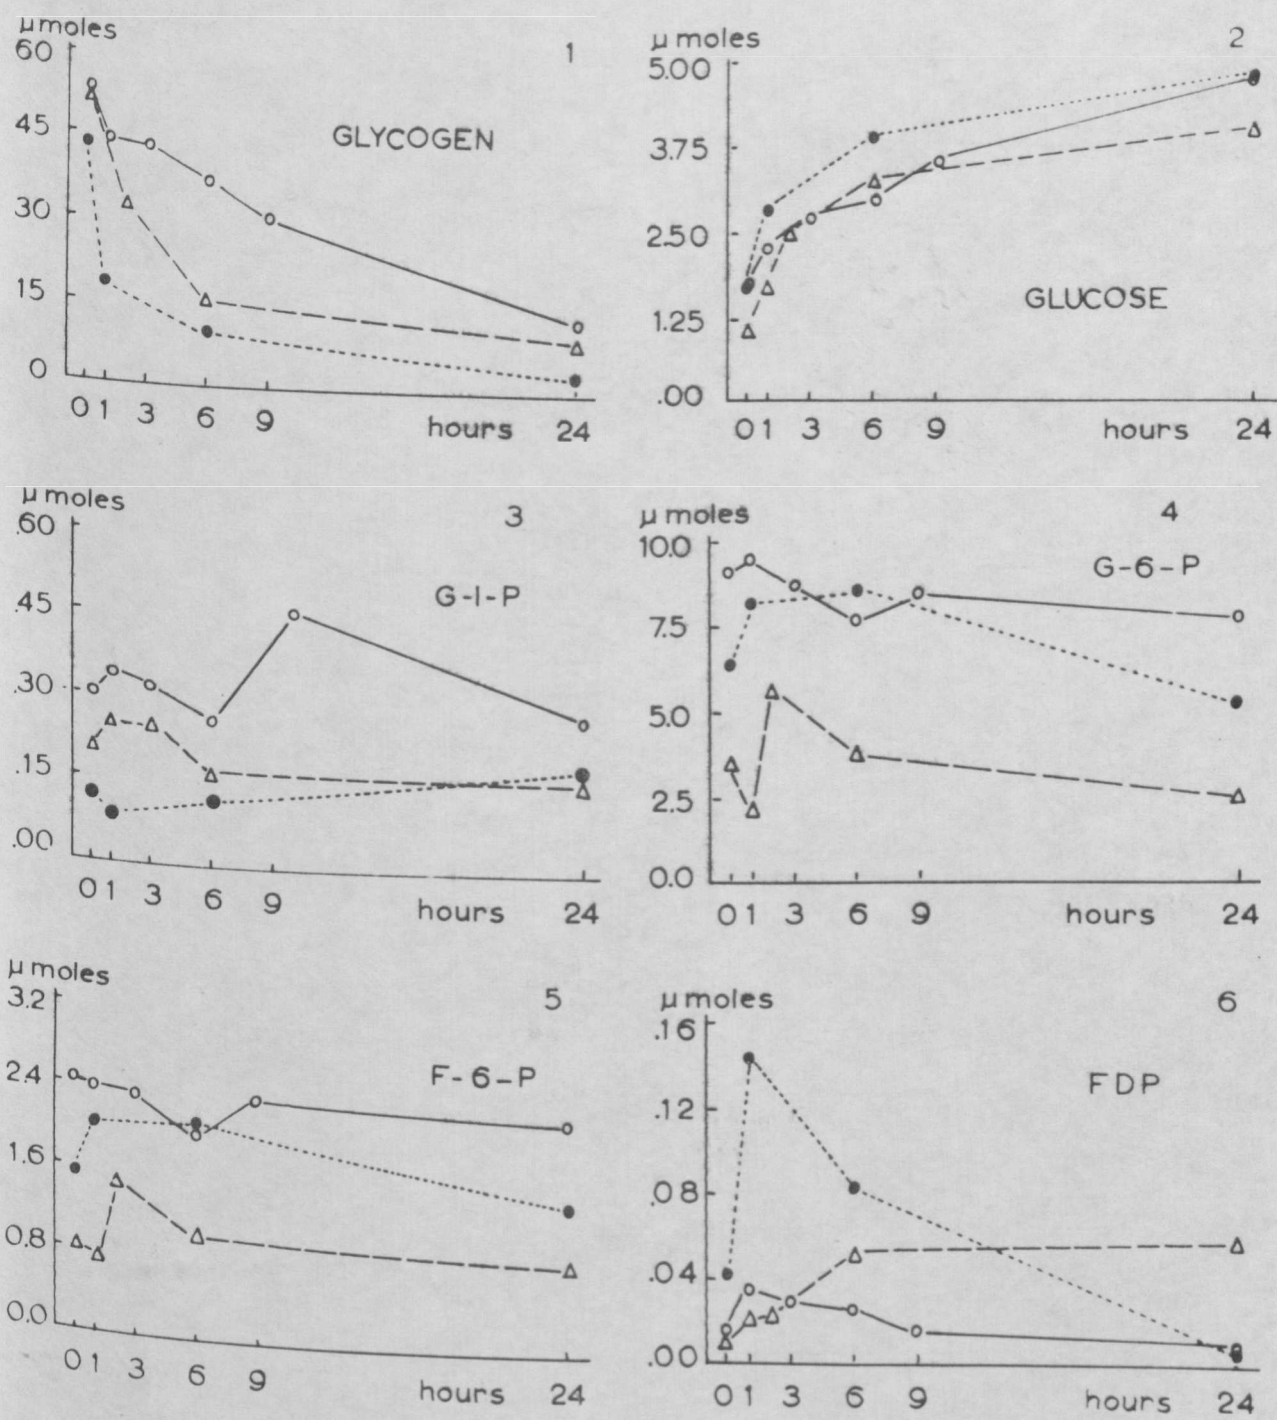 μmoles
60
1
45
GLYCOGEN
30
15
0
0 1 3 6 9 hours 24
μ moles
5.00
2
3.75
2.50
GLUCOSE
1.25
.00
0 1 3 6 9 hours 24
μ moles
.60
3
.45
G-1-P
.30
.15
.00
0 1 3 6 9 hours 24
μ moles
10.0
4
G-6-P
7.5
5.0
2.5
0.0
0 1 3 6 9 hours 24
μ moles
3.2
5
2.4
F-6-P
1.6
0.8
0.0
0 1 3 6 9 hours 24
μ moles
.16
6
FDP
.12
.08
.04
.00
0 1 3 6 9 hours 24